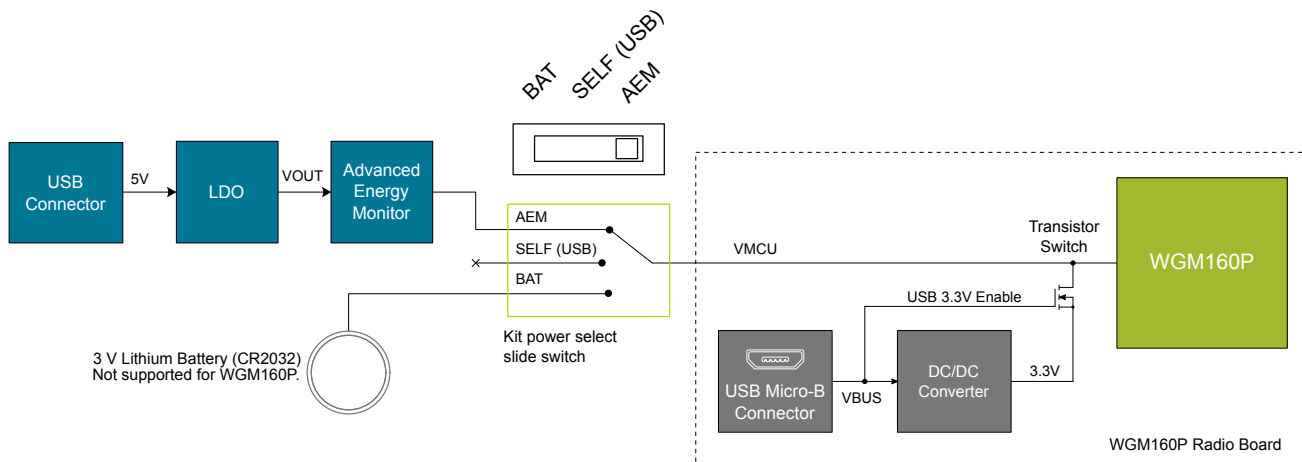 BAT
SELF (USB)
AEM
USB
Connector
5V
LDO
VOUT
Advanced
Energy
Monitor
AEM
SELF (USB)
BAT
Kit power select
slide switch
3 V Lithium Battery (CR2032)
Not supported for WGM160P.
VMCU
Transistor
Switch
WGM160P
USB 3.3V Enable
USB Micro-B
Connector
VBUS
DC/DC
Converter
3.3V
WGM160P Radio Board